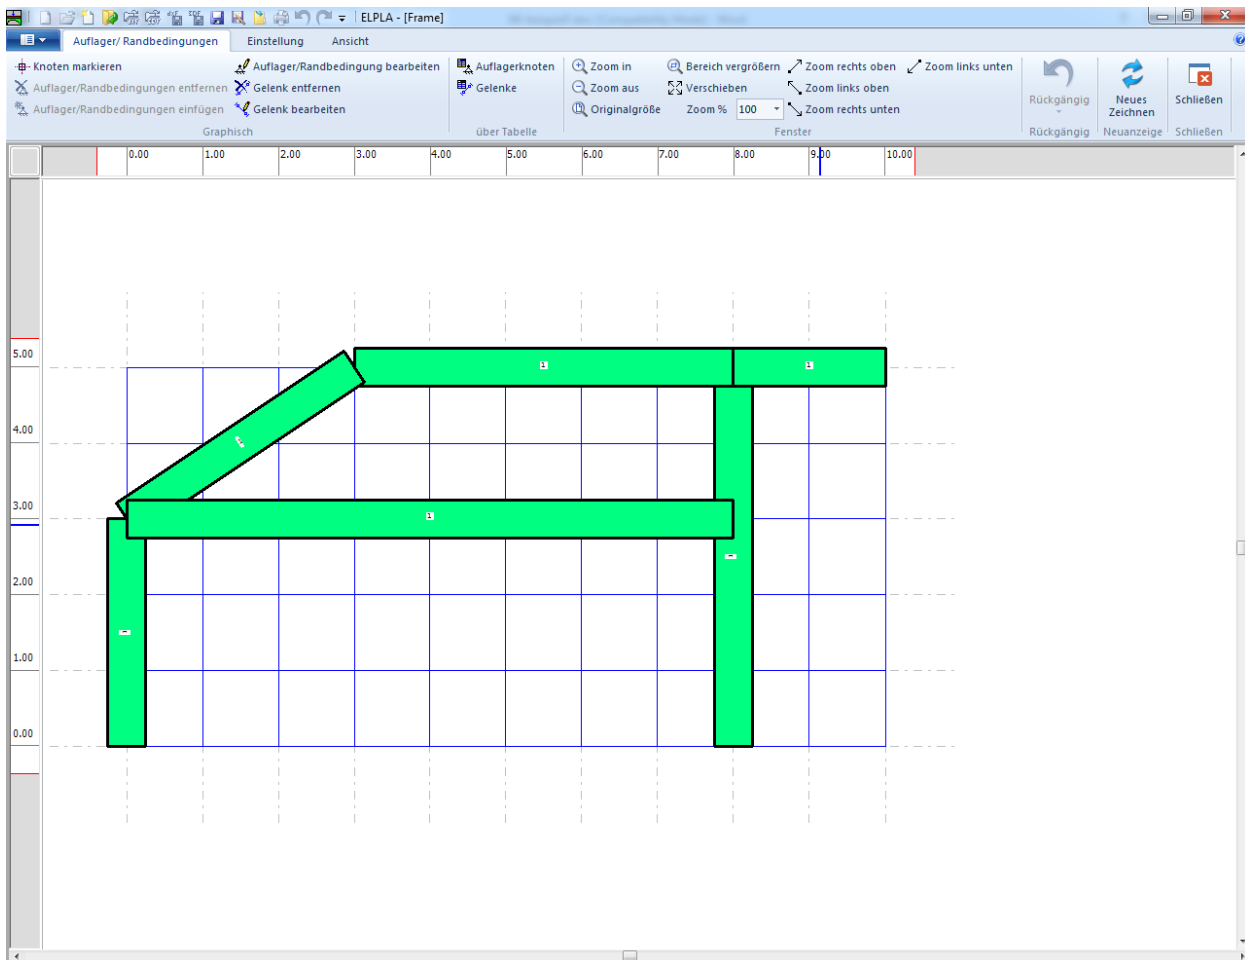 ELPLA - [Frame]
Auflager/ Randbedingungen Einstellung Ansicht
Knoten markieren Auflager/Randbedingung bearbeiten Auflagerknoten Zoom in Bereich vergrößern Zoom rechts oben Zoom links unten
Auflager/Randbedingungen entfernen Gelenk entfernen Gelenke Zoom aus Verschieben Zoom links oben
Auflager/Randbedingungen einfügen Gelenk bearbeiten Originalgröße Zoom % 100 Zoom rechts unten
Rückgängig Neues Zeichnen Schließen
Graphisch über Tabelle Fenster Rückgängig Neuanzeige Schließen
0.00 1.00 2.00 3.00 4.00 5.00 6.00 7.00 8.00 9.00 10.00
5.00
1 1
4.00
3.00
1
2.00
1.00
0.00